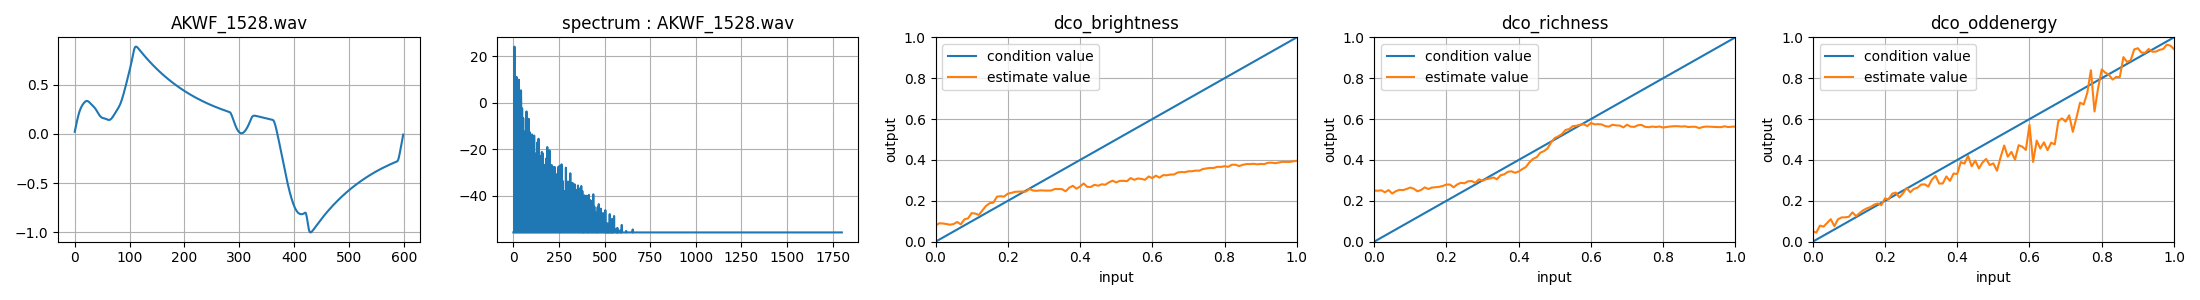 AKWF_1528.wav
0.5
0.0
−0.5
−1.0
0 100 200 300 400 500 600
spectrum : AKWF_1528.wav
20
0
−20
−40
0 250 500 750 1000 1250 1500 1750
dco_brightness
condition value
estimate value
output
1.0
0.8
0.6
0.4
0.2
0.0
0.0 0.2 0.4 0.6 0.8 1.0
input
dco_richness
condition value
estimate value
output
1.0
0.8
0.6
0.4
0.2
0.0
0.0 0.2 0.4 0.6 0.8 1.0
input
dco_oddenergy
condition value
estimate value
output
1.0
0.8
0.6
0.4
0.2
0.0
0.0 0.2 0.4 0.6 0.8 1.0
input